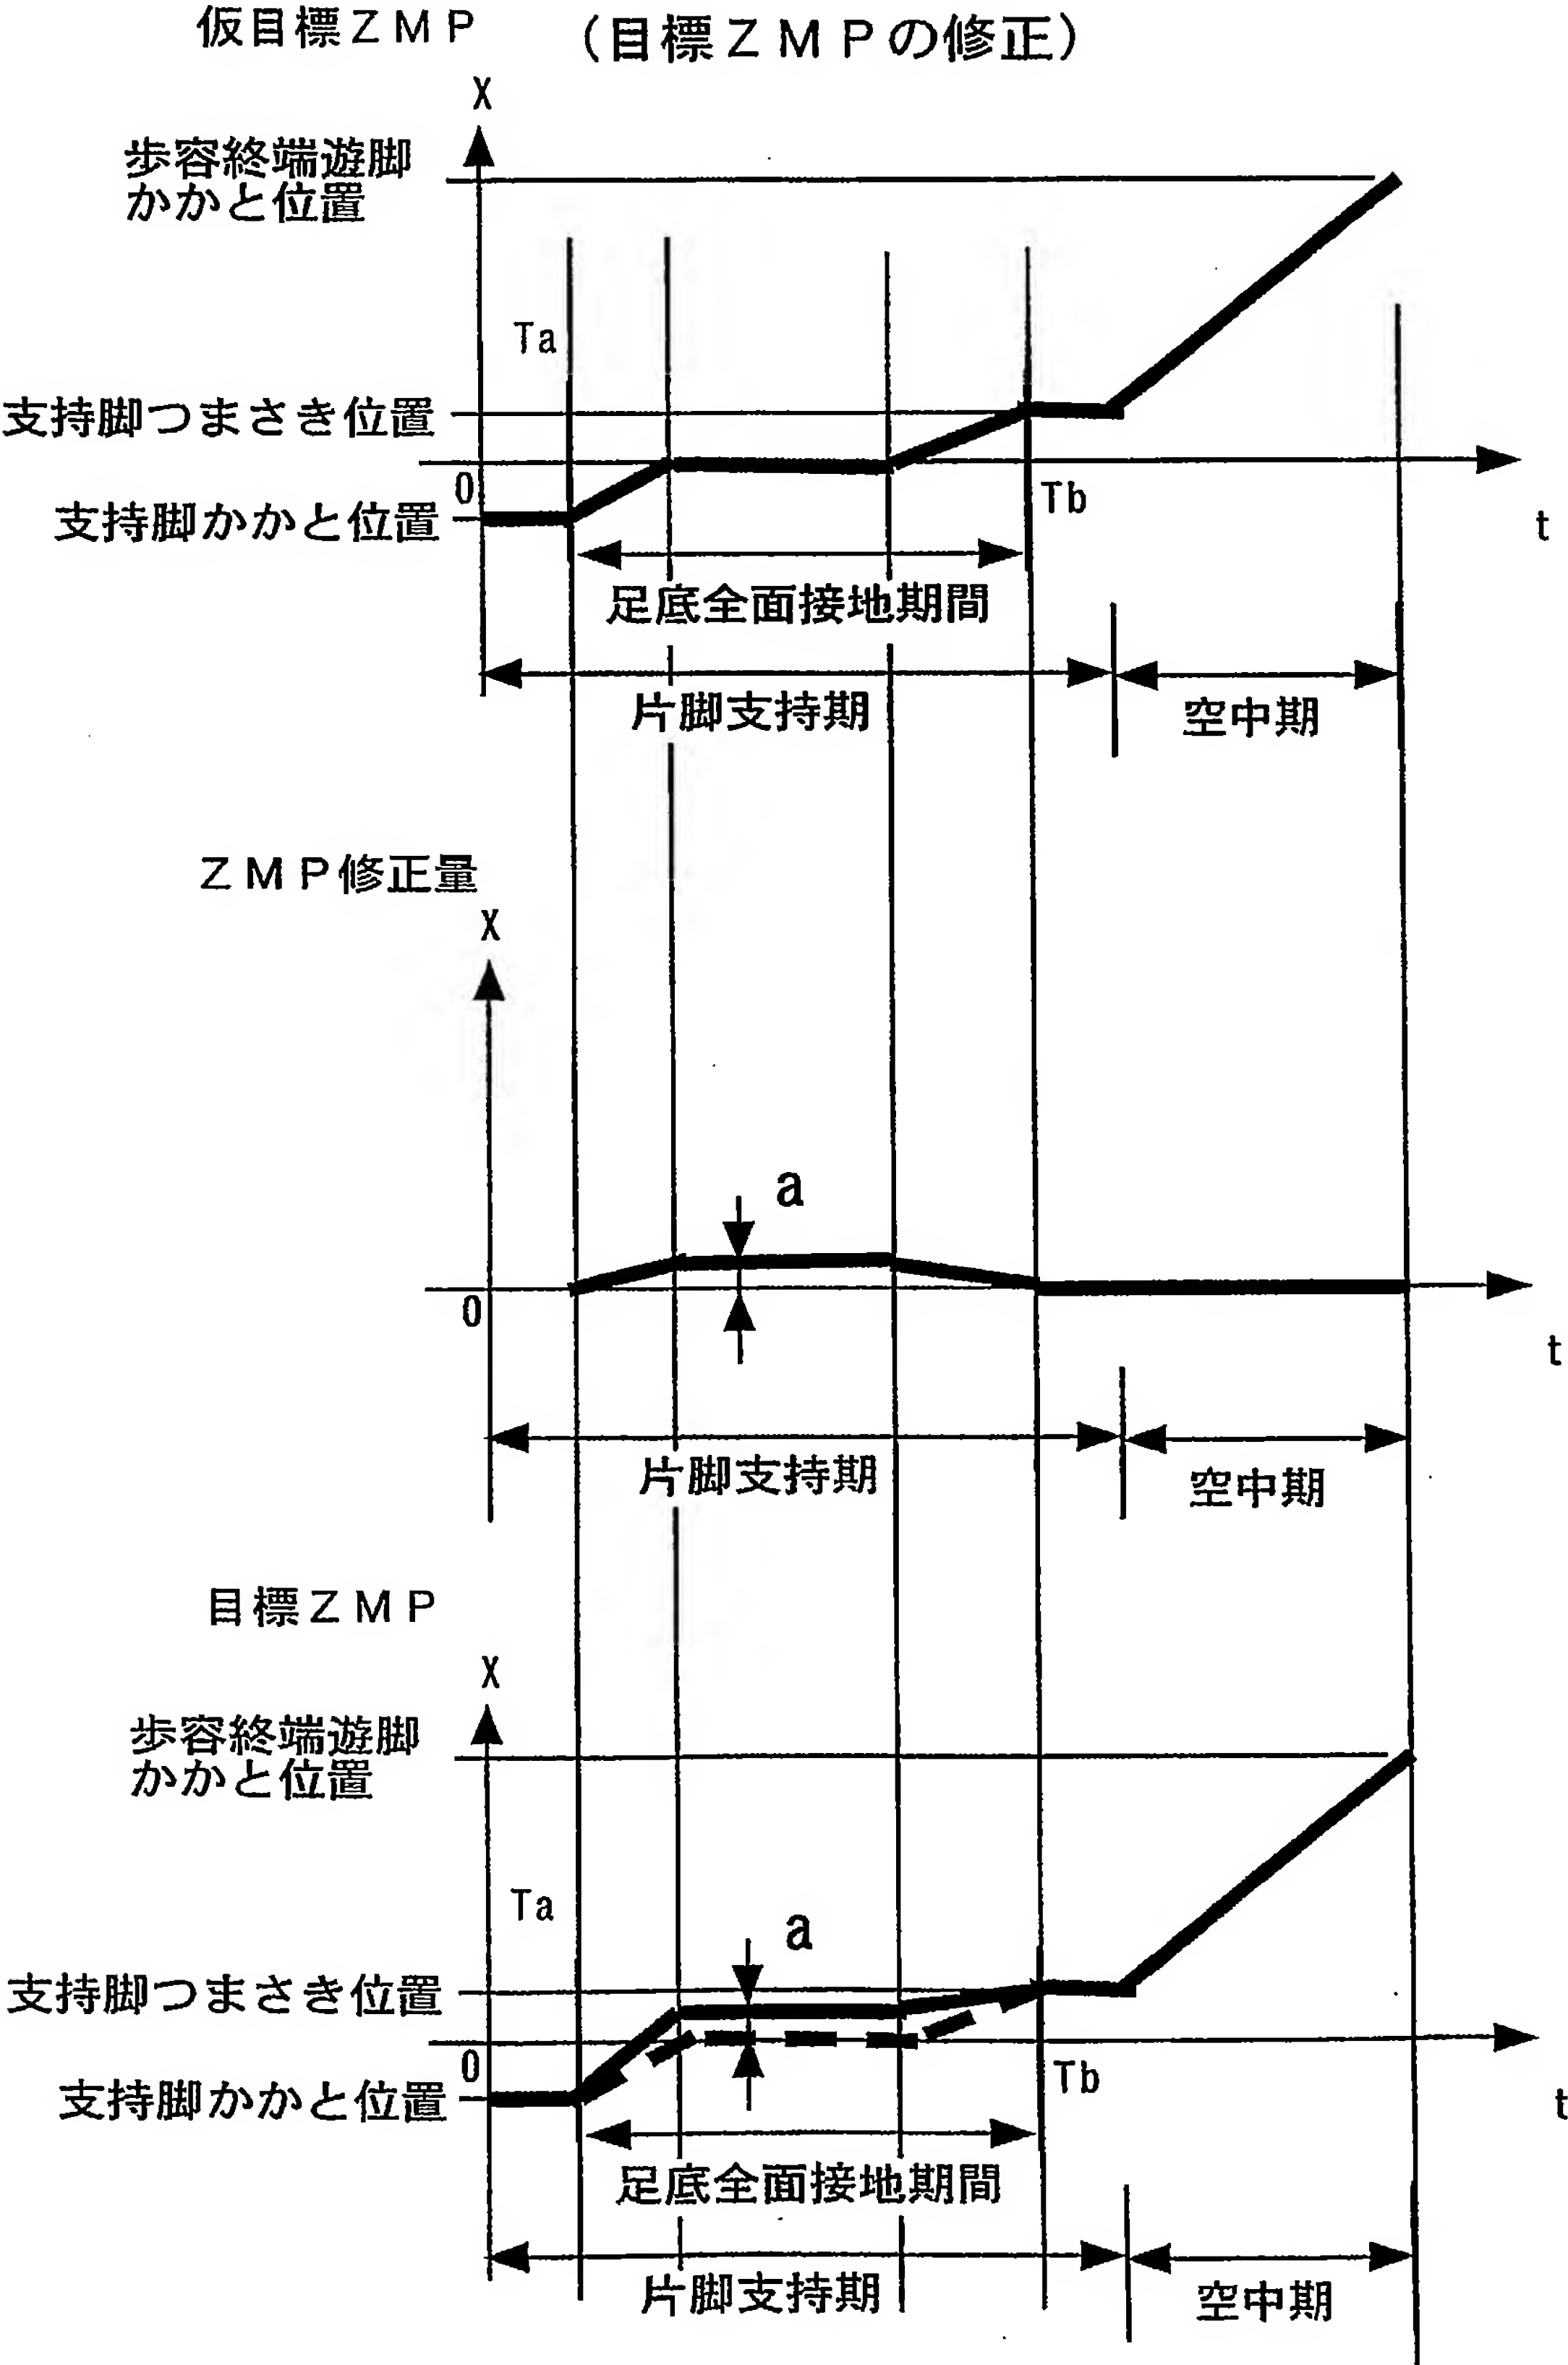 仮目標ZMP
(目標ZMPの修正)
X
歩容終端遊脚
かかと位置
Ta
支持脚つまさき位置
0
支持脚かかと位置
Tb
t
足底全面接地期間
片脚支持期
空中期
ZMP修正量
X
a
0
t
片脚支持期
空中期
目標ZMP
X
歩容終端遊脚
かかと位置
Ta
a
支持脚つまさき位置
0
支持脚かかと位置
Tb
t
足底全面接地期間
片脚支持期
空中期